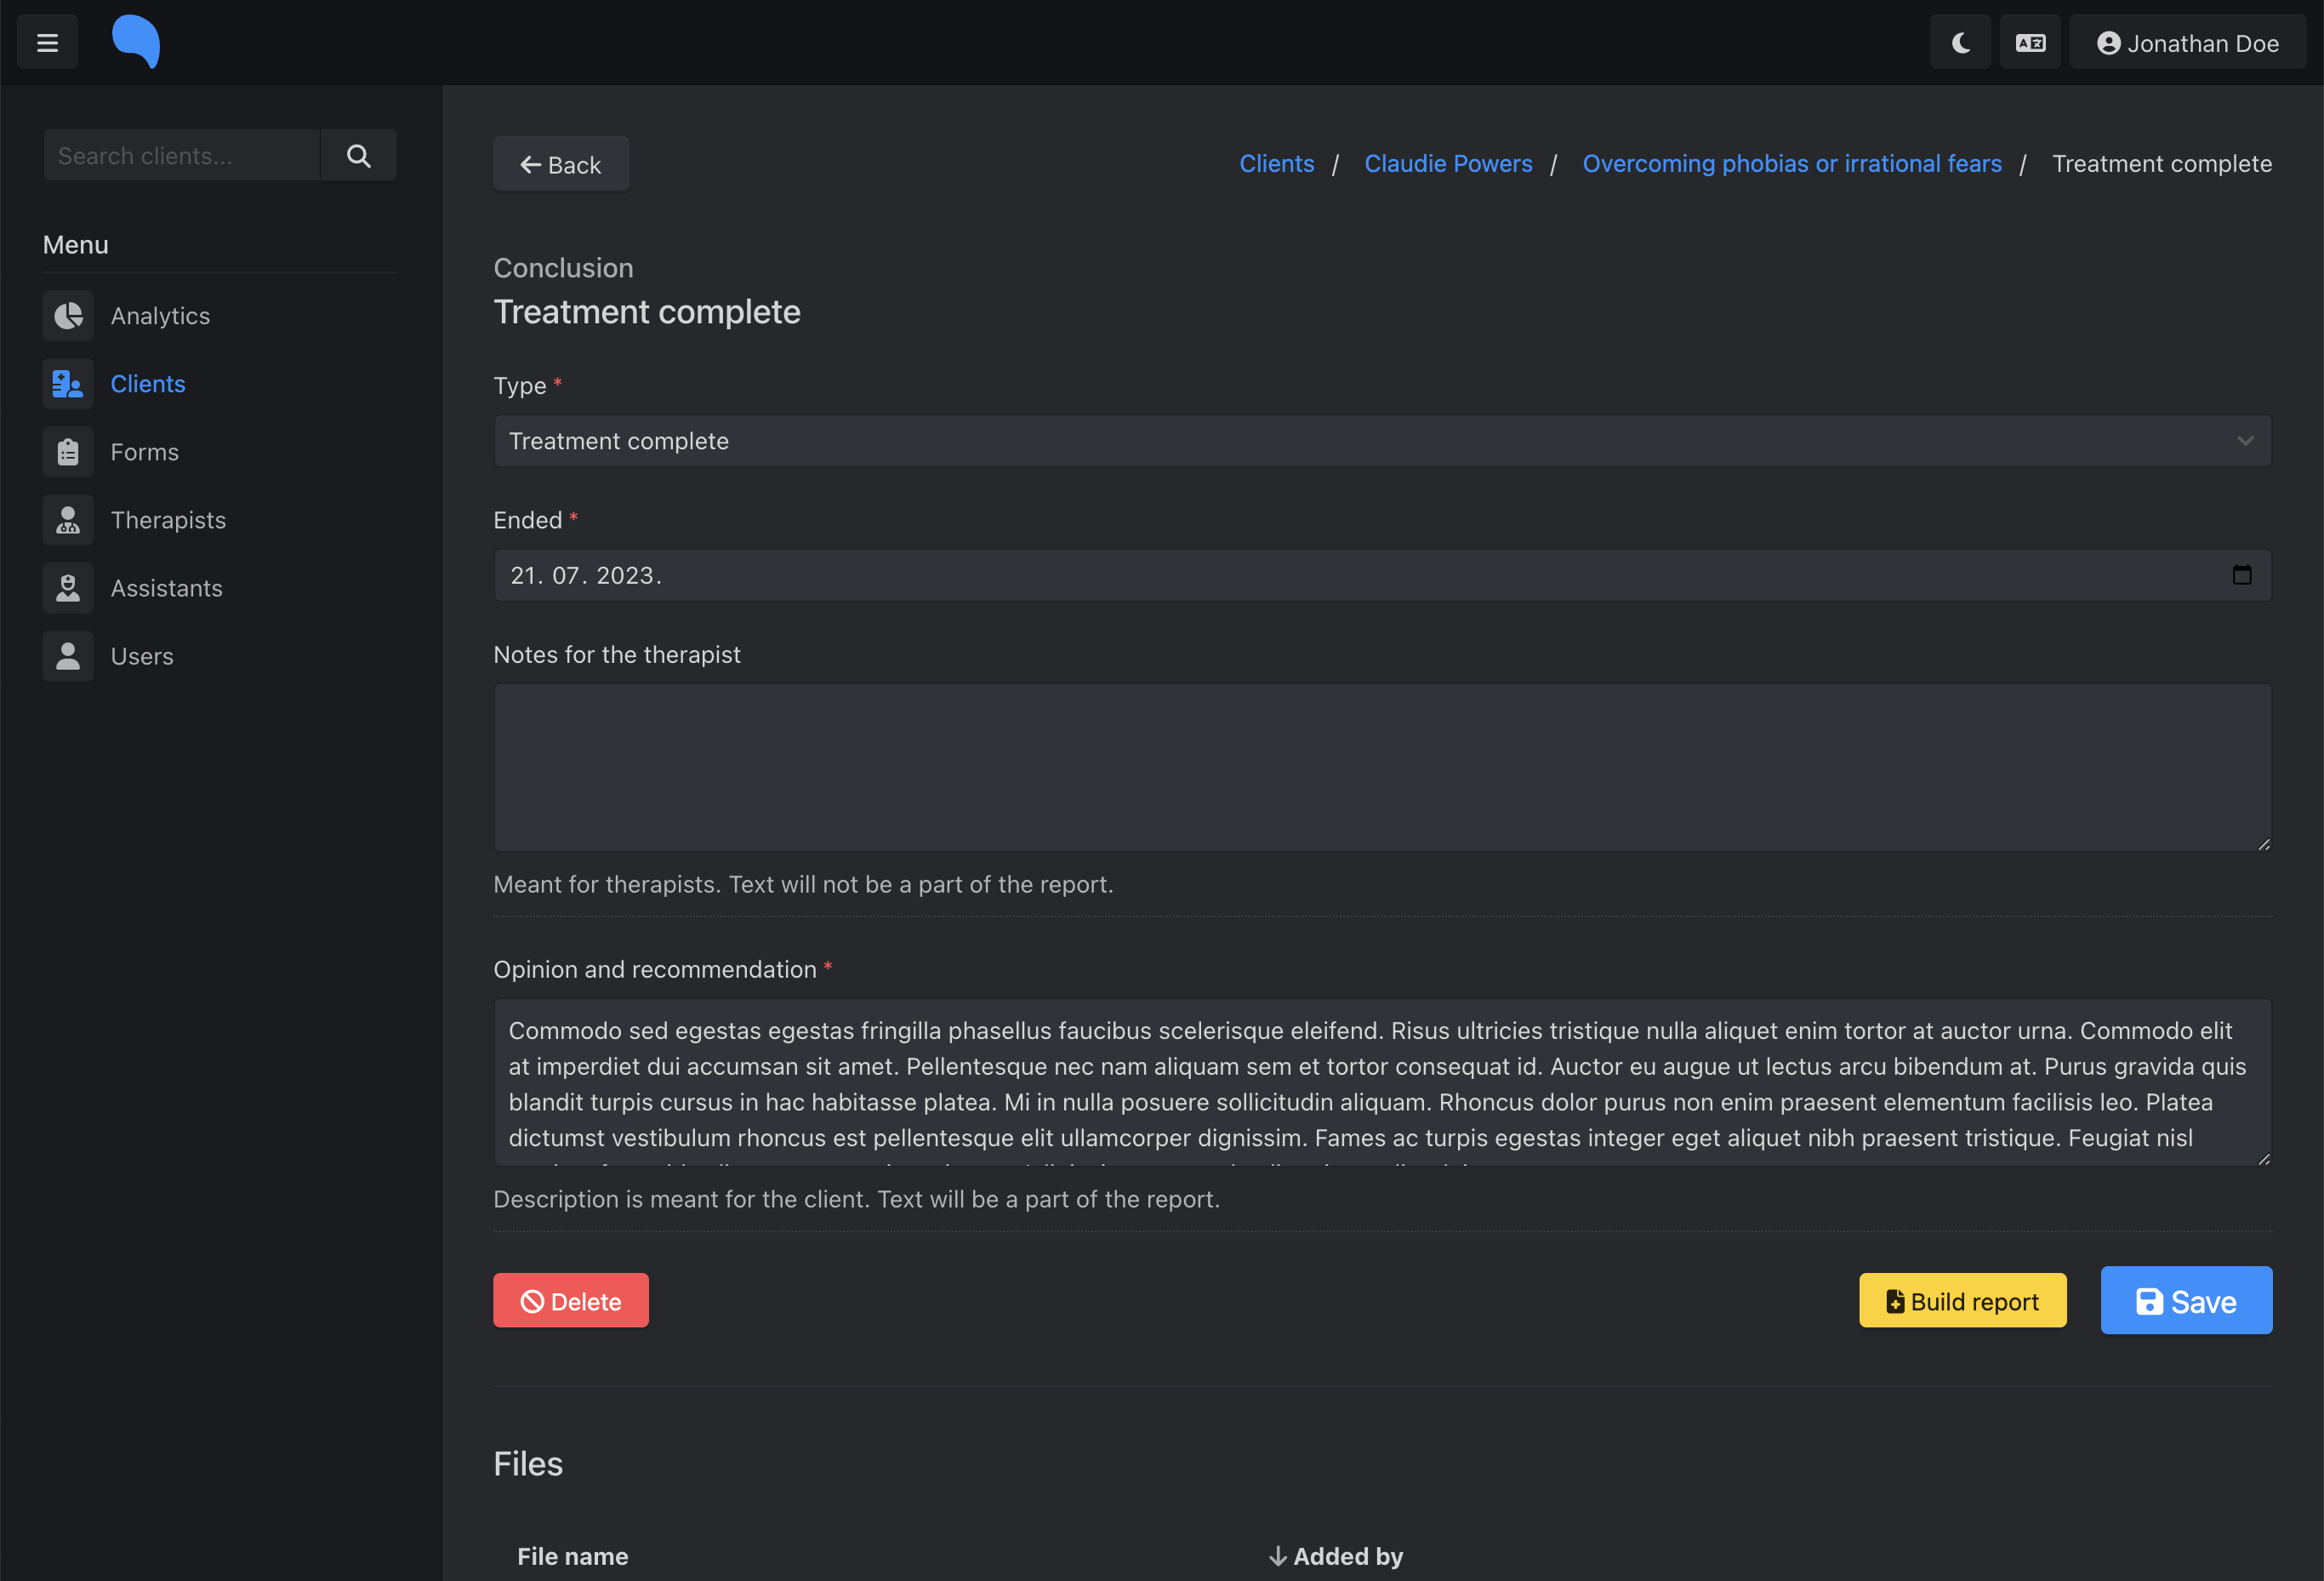 Jonathan Doe
Search clients...
Menu
Analytics
Clients
Forms
Therapists
Assistants
Users
Back
Clients / Claudie Powers / Overcoming phobias or irrational fears / Treatment complete
Conclusion
Treatment complete
Type *
Treatment complete
Ended *
21. 07. 2023.
Notes for the therapist
Meant for therapists. Text will not be a part of the report.
Opinion and recommendation *
Commodo sed egestas egestas fringilla phasellus faucibus scelerisque eleifend. Risus ultricies tristique nulla aliquet enim tortor at auctor urna. Commodo elit
at imperdiet dui accumsan sit amet. Pellentesque nec nam aliquam sem et tortor consequat id. Auctor eu augue ut lectus arcu bibendum at. Purus gravida quis
blandit turpis cursus in hac habitasse platea. Mi in nulla posuere sollicitudin aliquam. Rhoncus dolor purus non enim praesent elementum facilisis leo. Platea
dictumst vestibulum rhoncus est pellentesque elit ullamcorper dignissim. Fames ac turpis egestas integer eget aliquet nibh praesent tristique. Feugiat nisl
Description is meant for the client. Text will be a part of the report.
Delete
Build report
Save
Files
File name
Added by